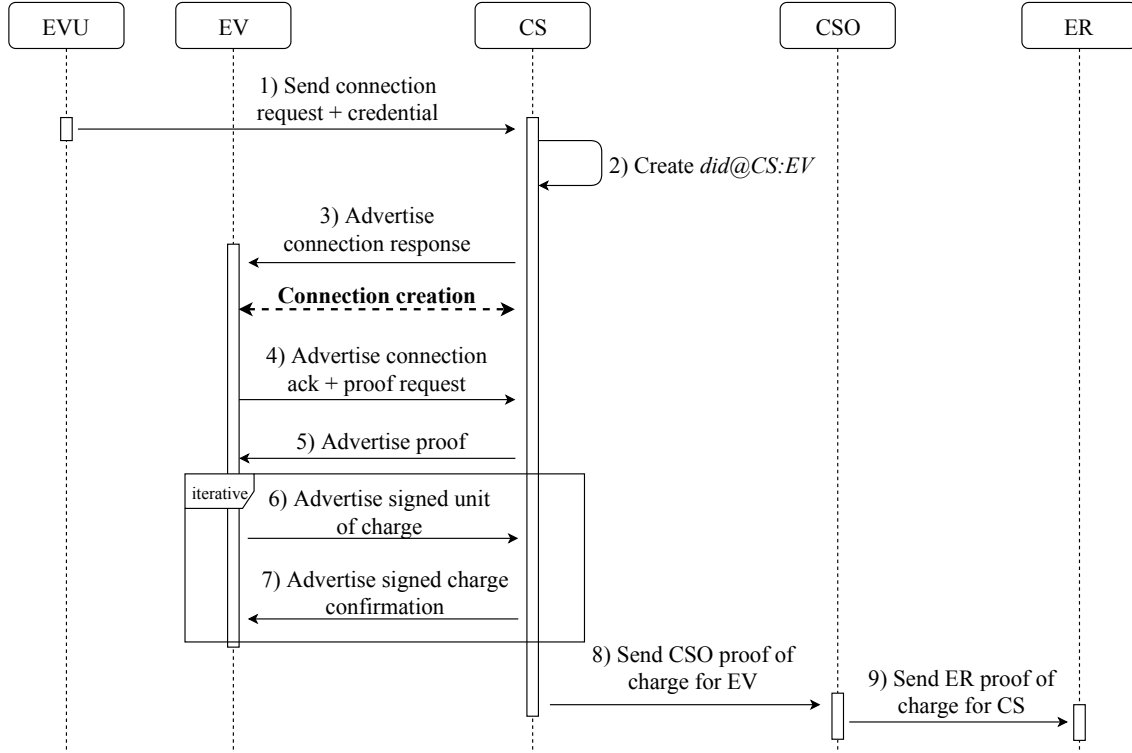 EVU
EV
CS
CSO
ER
1) Send connection
request + credential
2) Create did@CS:EV
3) Advertise
connection response
Connection creation
4) Advertise connection
ack + proof request
5) Advertise proof
iterative
6) Advertise signed unit
of charge
7) Advertise signed charge
confirmation
8) Send CSO proof of
charge for EV
9) Send ER proof of
charge for CS